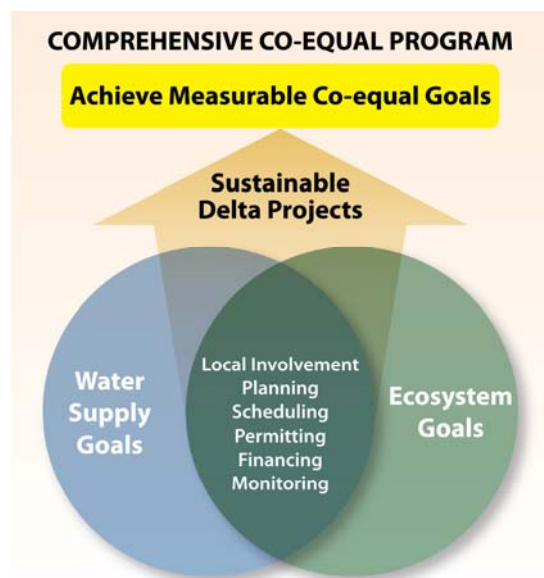 COMPREHENSIVE CO-EQUAL PROGRAM
Achieve Measurable Co-equal Goals
Sustainable
Delta Projects
Water
Supply
Goals
Local Involvement
Planning
Scheduling
Permitting
Financing
Monitoring
Ecosystem
Goals